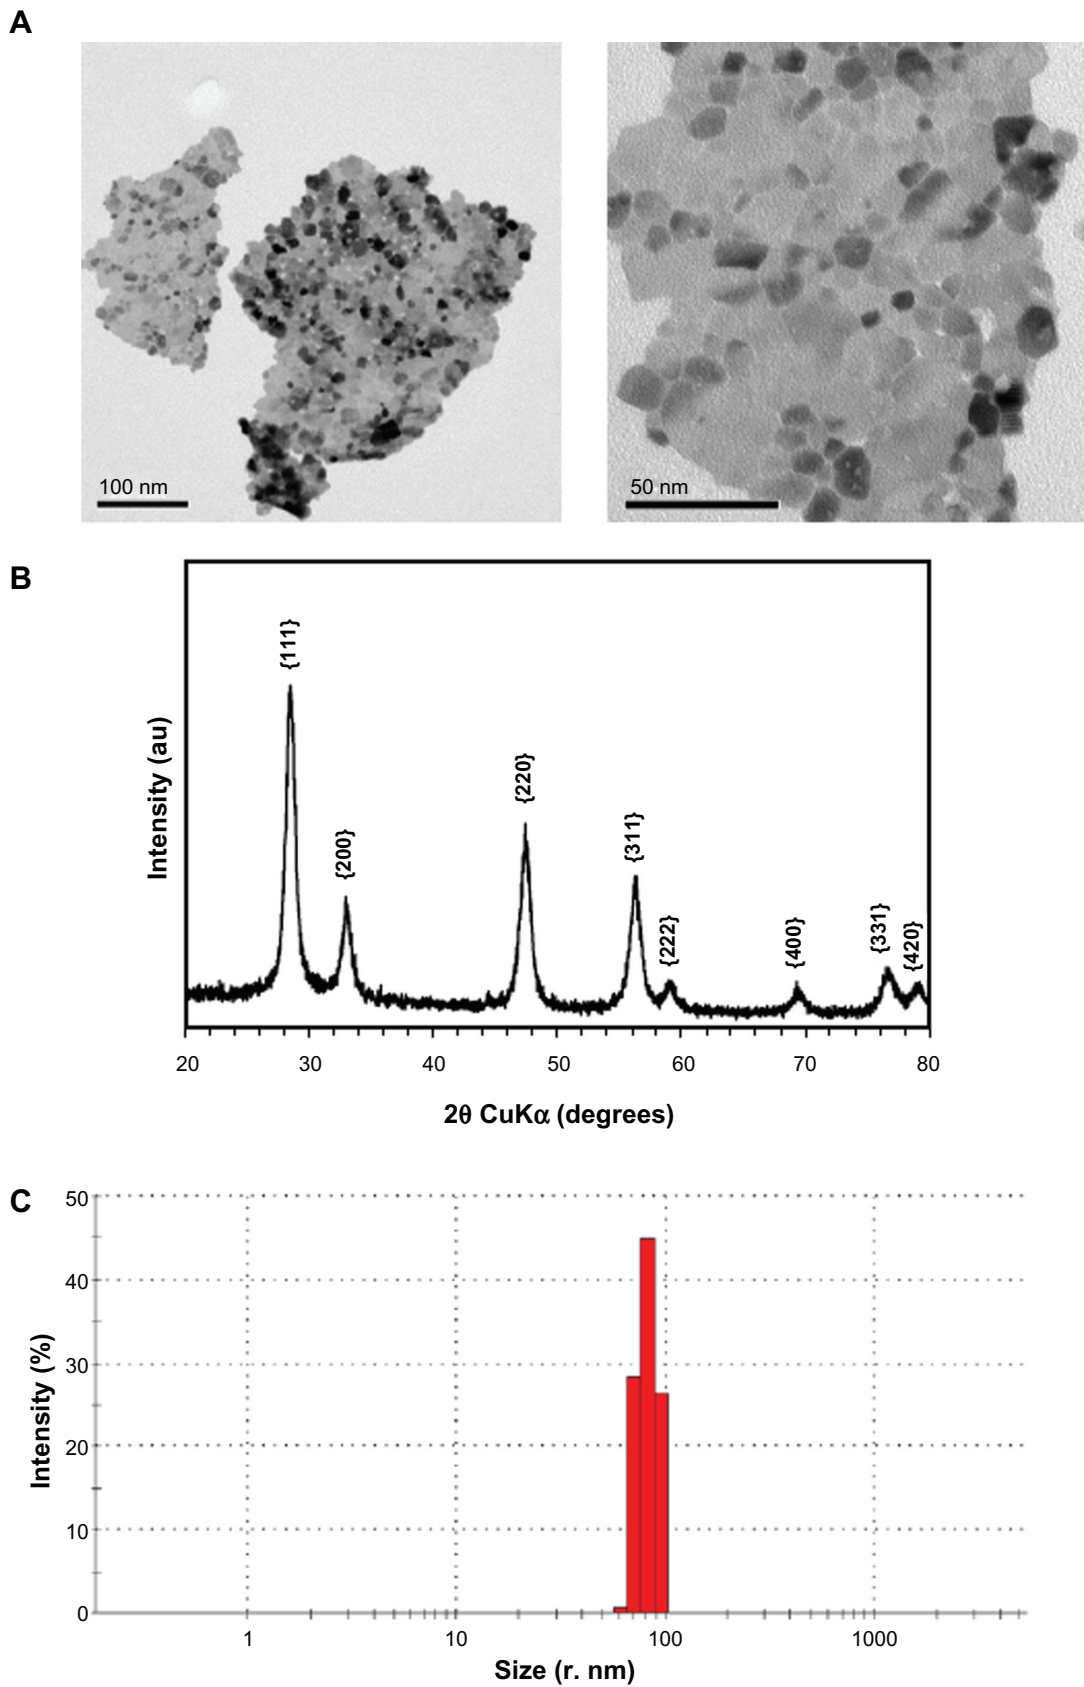 A
100 nm
50 nm
B
Intensity (au)
{111}
{200}
{220}
{311}
{222}
{400}
{331}
{420}
20 30 40 50 60 70 80
2θ CuKα (degrees)
C
Intensity (%)
50
40
30
20
10
0
1 10 100 1000
Size (r. nm)